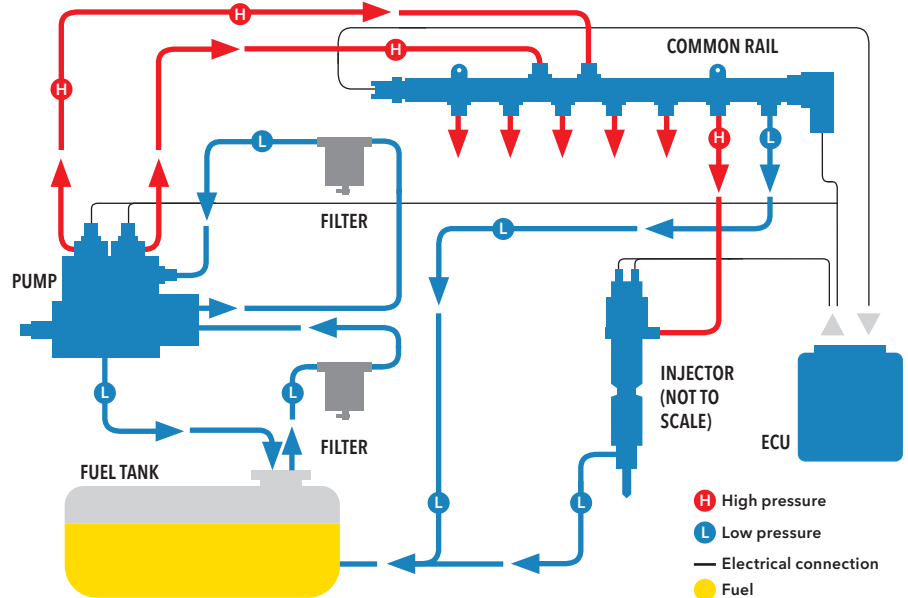 H
H
H
COMMON RAIL
L
H
L
FILTER
L
PUMP
INJECTOR
(NOT TO
SCALE)
L
L
FILTER
ECU
FUEL TANK
L
L
H High pressure
L Low pressure
Electrical connection
Fuel